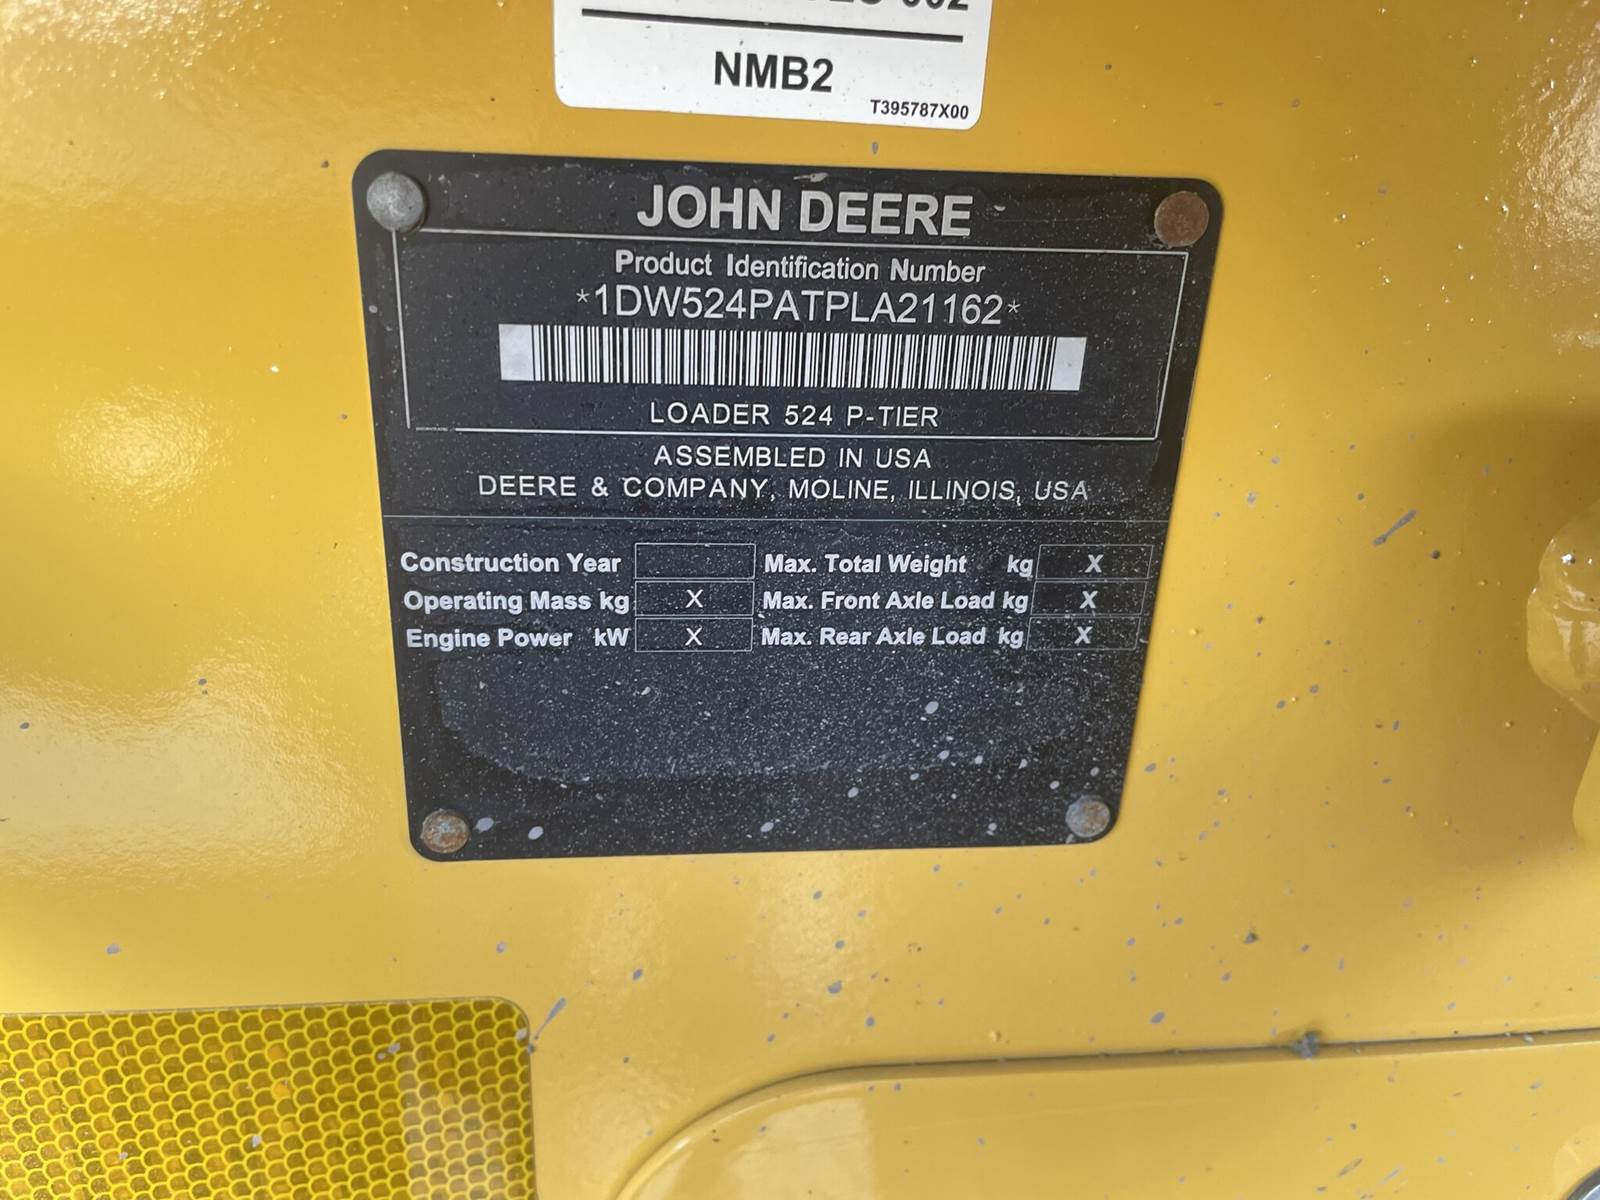 NMB2
T395787X00
JOHN DEERE
Product Identification Number
*1DW524PATPLA21162*
LOADER 524 P-TIER
ASSEMBLED IN USA
DEERE & COMPANY, MOLINE, ILLINOIS, USA
Construction Year Max. Total Weight kg X
Operating Mass kg X Max. Front Axle Load kg X
Engine Power kW X Max. Rear Axle Load kg X